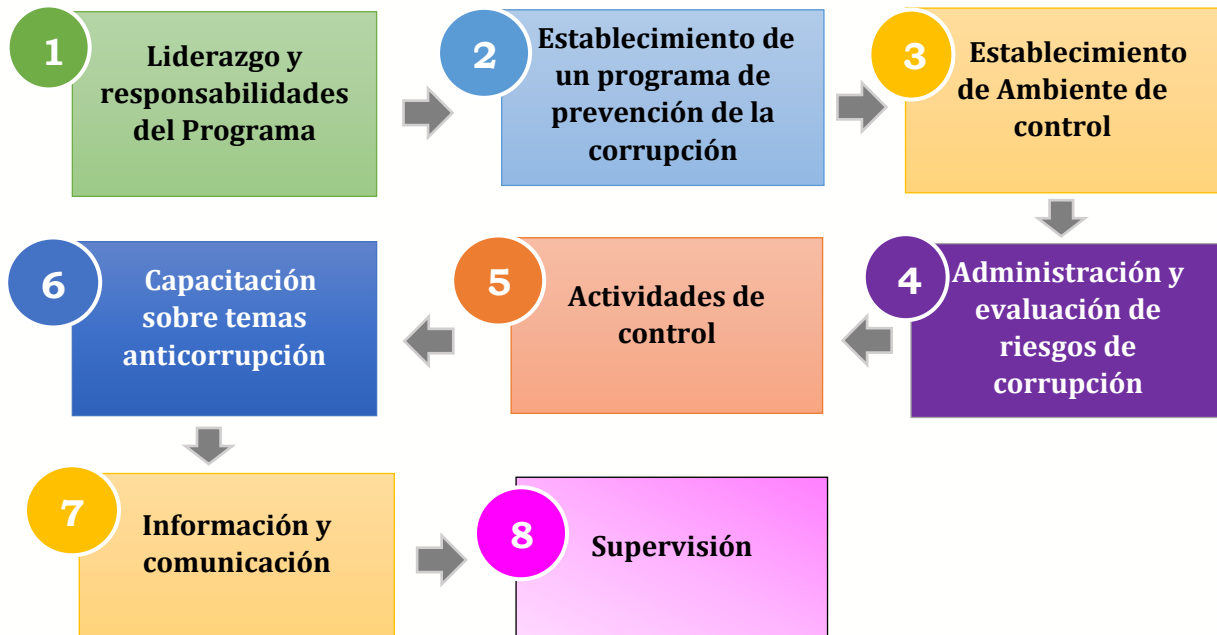 1
Liderazgo y
responsabilidades
del Programa
2
Establecimiento de
un programa de
prevención de la
corrupción
3
Establecimiento
de Ambiente de
control
4
Administración y
evaluación de
riesgos de
corrupción
5
Actividades de
control
6
Capacitación
sobre temas
anticorrupción
7
Información y
comunicación
8
Supervisión